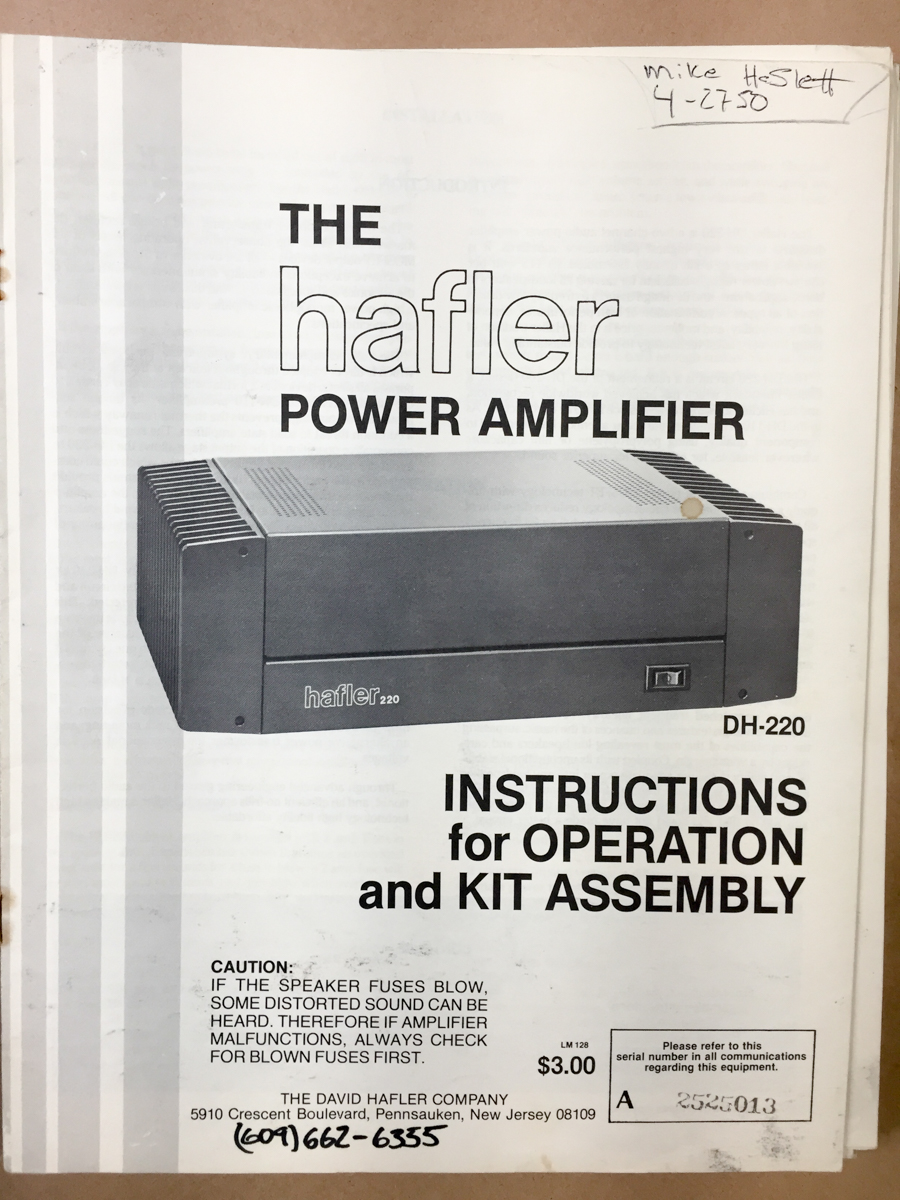 mike Haslett
4-2750
THE
hafler
POWER AMPLIFIER
hafler 220
DH-220
INSTRUCTIONS
for OPERATION
and KIT ASSEMBLY
CAUTION:
IF THE SPEAKER FUSES BLOW,
SOME DISTORTED SOUND CAN BE
HEARD. THEREFORE IF AMPLIFIER
MALFUNCTIONS, ALWAYS CHECK
FOR BLOWN FUSES FIRST.
LM 128
$3.00
Please refer to this
serial number in all communications
regarding this equipment.
A 2525013
THE DAVID HAFLER COMPANY
5910 Crescent Boulevard, Pennsauken, New Jersey 08109
(609)662-6355